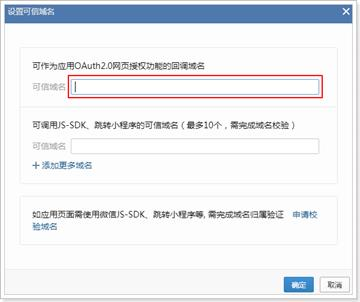 设置可信域名
可作为应用OAuth2.0网页授权功能的回调域名
可信域名
可调用JS-SDK、跳转小程序的可信域名（最多10个，需完成域名校验）
可信域名
+ 添加更多域名
如应用页面需使用微信JS-SDK、跳转小程序等, 需完成域名归属验证 申请校
验域名
确定 取消